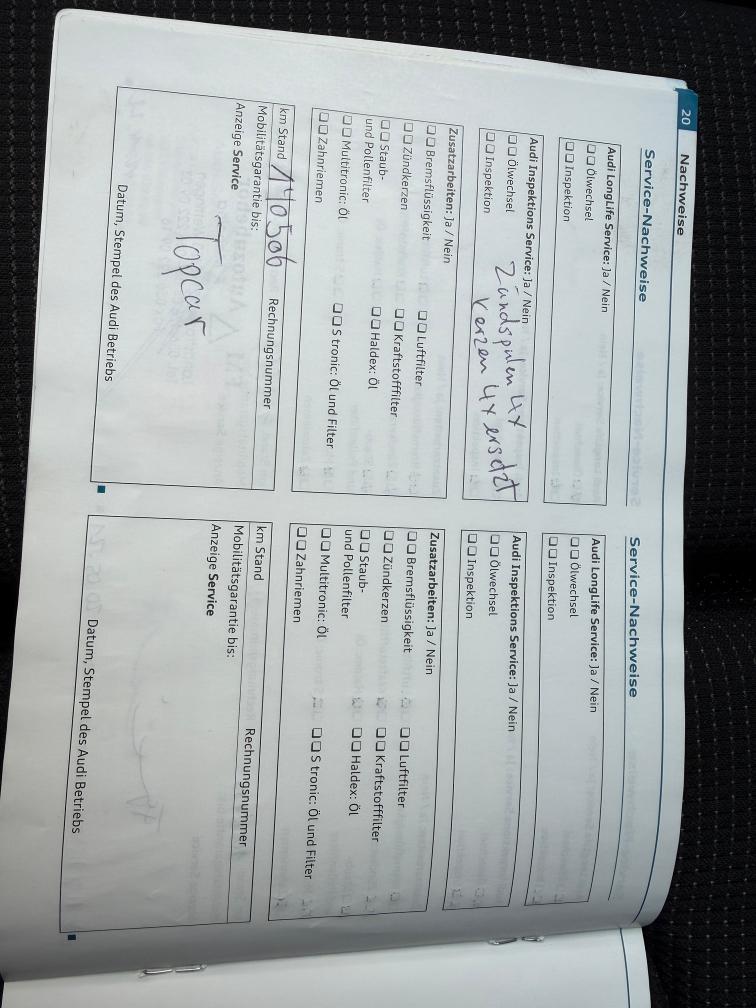 20 Nachweise
Service-Nachweise
Audi LongLife Service: Ja / Nein
Ölwechsel
Inspektion
Audi Inspektions Service: Ja / Nein
Ölwechsel
Inspektion
Zündspulen 4x
Kerzen 4x ersetzt
Zusatzarbeiten: Ja / Nein
Bremsflüssigkeit
Luftfilter
Zündkerzen
Kraftstofffilter
Staub-
und Pollenfilter
Haldex: Öl
Multitronic: Öl
S tronic: Öl und Filter
Zahnriemen
km Stand 140506 Rechnungsnummer
Mobilitätsgarantie bis:
Anzeige Service
Topcar
Datum, Stempel des Audi Betriebs
Service-Nachweise
Audi LongLife Service: Ja / Nein
Ölwechsel
Inspektion
Audi Inspektions Service: Ja / Nein
Ölwechsel
Inspektion
Zusatzarbeiten: Ja / Nein
Bremsflüssigkeit
Luftfilter
Zündkerzen
Kraftstofffilter
Staub-
und Pollenfilter
Haldex: Öl
Multitronic: Öl
S tronic: Öl und Filter
Zahnriemen
km Stand Rechnungsnummer
Mobilitätsgarantie bis:
Anzeige Service
Datum, Stempel des Audi Betriebs